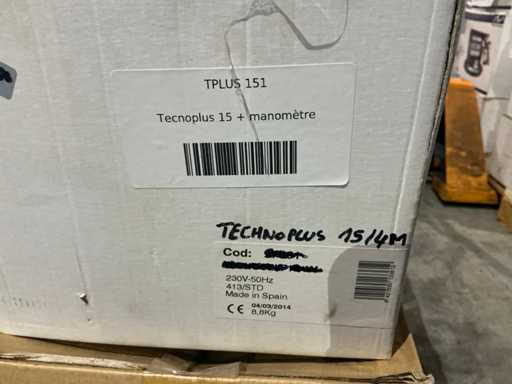 TPLUS 151
Tecnoplus 15 + manomètre
TECHNOPLUS 15/4M
Cod:
230V-50Hz
413/STD
Made in Spain
CE 04/03/2014
8,8Kg